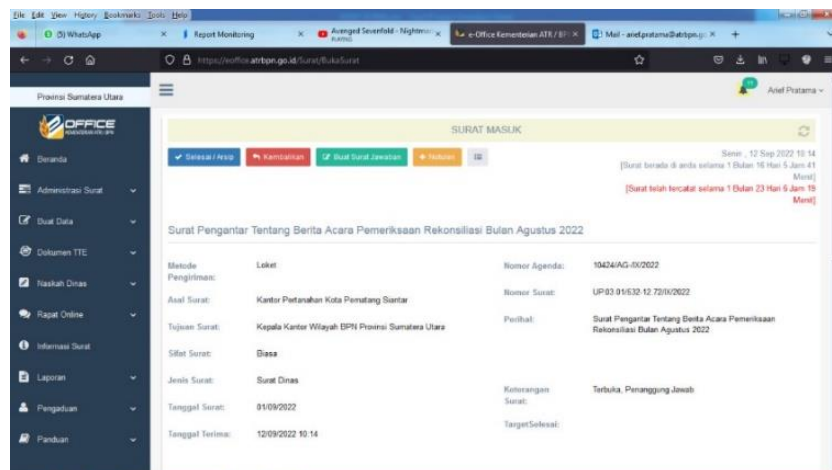 File Edit View History Bookmarks Tools Help
(5) WhatsApp
Report Monitoring
Avenged Sevenfold - Nightmar
PLAYING
e-Office Kementerian ATR / BP
Mail - arief.pratama@atrbpn.g
https://eoffice.atrbpn.go.id/Surat/BukaSurat
Provinsi Sumatera Utara
Arief Pratama
OFFICE
KEMENTERIAN ATR/BPN
SURAT MASUK
Beranda
Administrasi Surat
Buat Data
Dokumen TTE
Naskah Dinas
Rapat Online
Informasi Surat
Laporan
Pengaduan
Panduan
Selesai / Arsip
Kembalikan
Buat Surat Jawaban
Notulen
Senin , 12 Sep 2022 10:14
[Surat berada di anda selama 1 Bulan 16 Hari 5 Jam 41 Menit]
[Surat telah tercatat selama 1 Bulan 23 Hari 6 Jam 19 Menit]
Surat Pengantar Tentang Berita Acara Pemeriksaan Rekonsiliasi Bulan Agustus 2022
Metode Pengiriman: Loket
Asal Surat: Kantor Pertanahan Kota Pematang Siantar
Tujuan Surat: Kepala Kantor Wilayah BPN Provinsi Sumatera Utara
Sifat Surat: Biasa
Jenis Surat: Surat Dinas
Tanggal Surat: 01/09/2022
Tanggal Terima: 12/09/2022 10:14
Nomor Agenda: 10424/AG-/IX/2022
Nomor Surat: UP.03.01/632-12.72/IX/2022
Perihal: Surat Pengantar Tentang Berita Acara Pemeriksaan
Rekonsiliasi Bulan Agustus 2022
Keterangan Surat: Terbuka, Penanggung Jawab
TargetSelesai: